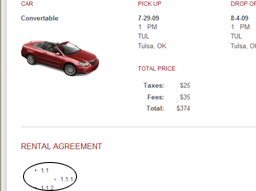 CAR PICK UP DROP OF
Convertable 7-29-09 8-4-09
1 PM 1 PM
TUL TUL
Tulsa, OK Tulsa, OK
TOTAL PRICE
Taxes: $25
Fees: $35
Total: $374
RENTAL AGREEMENT
• 1.1
◦ 1.1.1
• 1.1.2